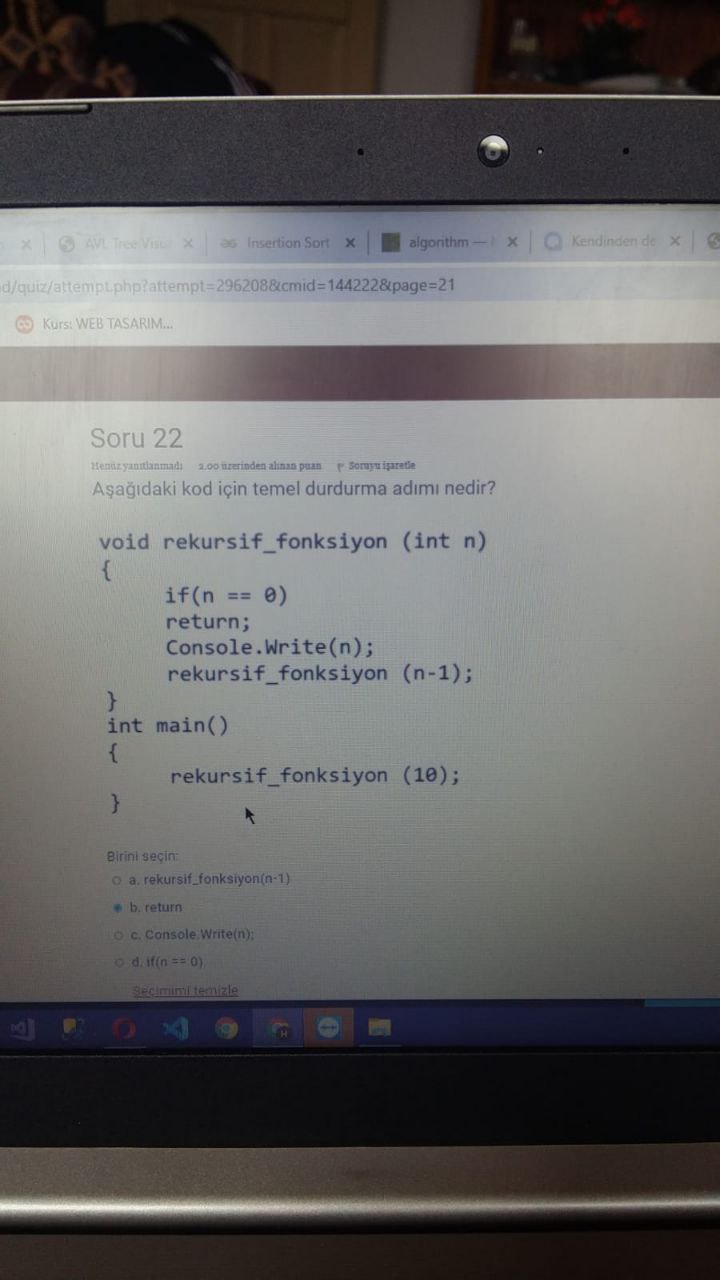 AVL Tree Visu
Insertion Sort
algorithm —
Kendinden de
d/quiz/attempt.php?attempt=296208&cmid=144222&page=21
Kurs: WEB TASARIM...
Soru 22
Henüz yanıtlanmadı 2.00 üzerinden alınan puan Soruyu işaretle
Aşağıdaki kod için temel durdurma adımı nedir?
void rekursif_fonksiyon (int n)
{
if(n == 0)
return;
Console.Write(n);
rekursif_fonksiyon (n-1);
}
int main()
{
rekursif_fonksiyon (10);
}
Birini seçin:
a. rekursif_fonksiyon(n-1)
b. return
c. Console.Write(n);
d. if(n == 0)
Seçimimi temizle